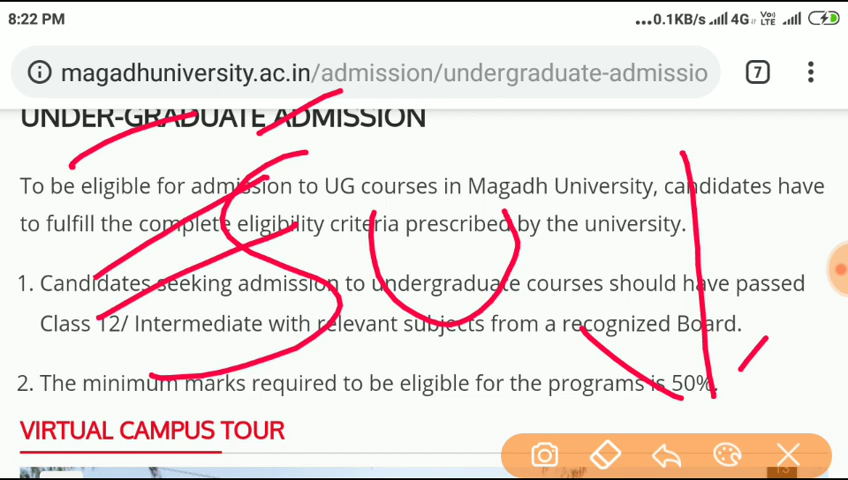 8:22 PM ...0.1KB/s 4G Vo) LTE
magadhuniversity.ac.in/admission/undergraduate-admissio 7
UNDER-GRADUATE ADMISSION
To be eligible for admission to UG courses in Magadh University, candidates have
to fulfill the complete eligibility criteria prescribed by the university.
1. Candidates seeking admission to undergraduate courses should have passed
Class 12/ Intermediate with relevant subjects from a recognized Board.
2. The minimum marks required to be eligible for the programs is 50%.
VIRTUAL CAMPUS TOUR